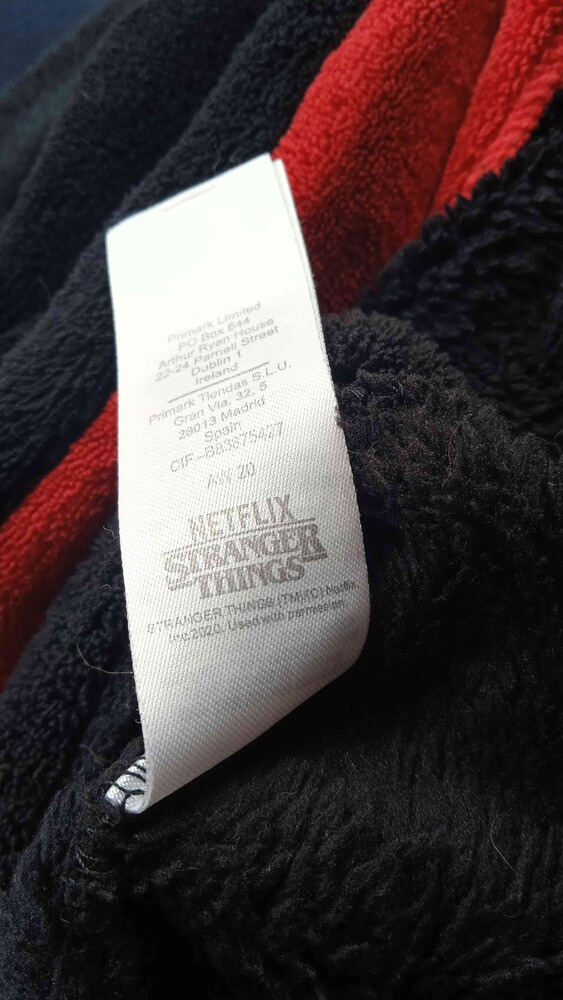 Primark Limited
PO Box 644
Arthur Ryan House
22-24 Parnell Street
Dublin 1
Ireland
Primark Tiendas S.L.U.
Gran Via, 32, 5
28013 Madrid
Spain
CIF.-B83875427
AW 20
NETFLIX
STRANGER
THINGS
STRANGER THINGS (TM/MC) Netflix
Inc 2020. Used with permission.